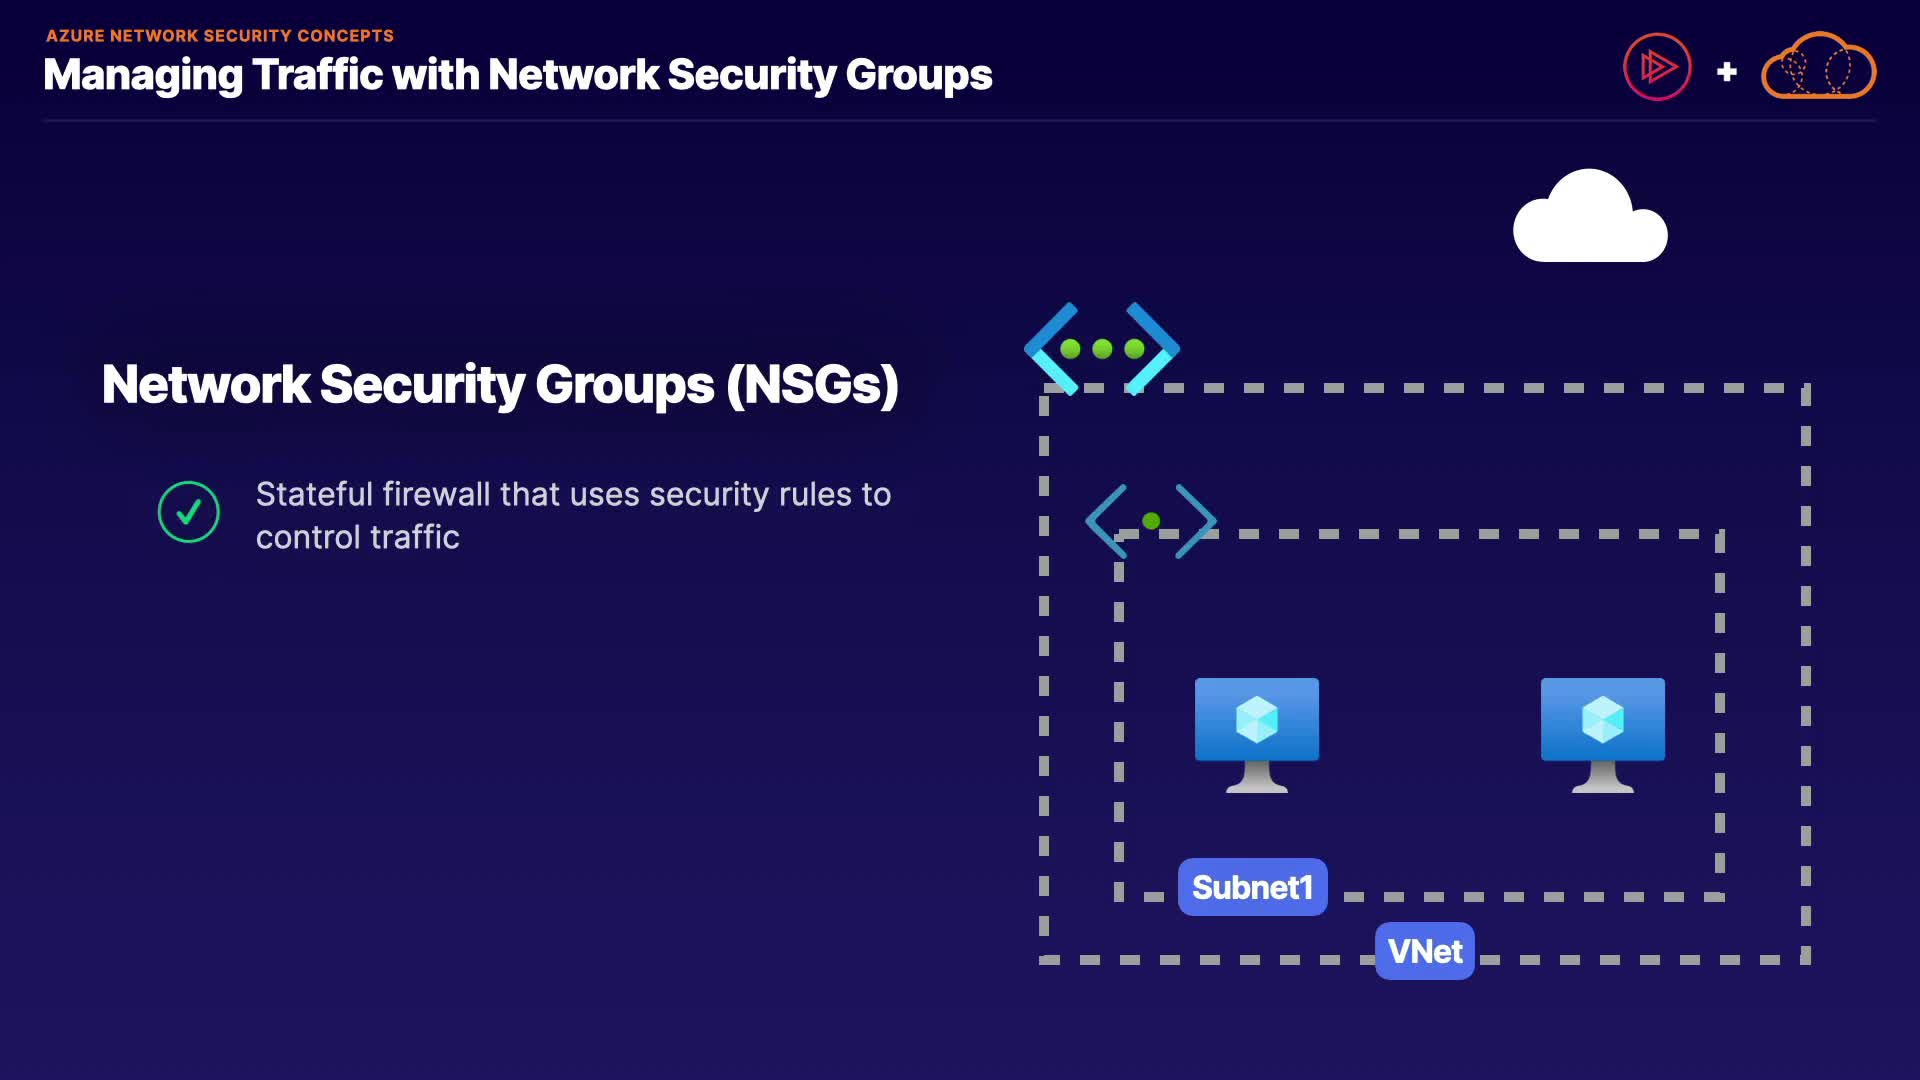 AZURE NETWORK SECURITY CONCEPTS
Managing Traffic with Network Security Groups
Network Security Groups (NSGs)
Stateful firewall that uses security rules to
control traffic
Subnet1
VNet